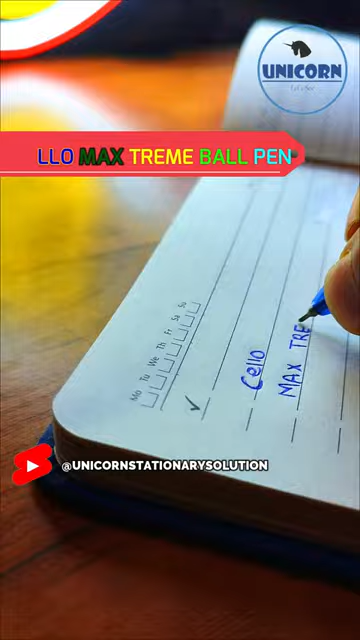 UNICORN
LLO MAX TREME BALL PEN
Mo Tu We Th Fr Sa Su
Cello
MAX TRE
@UNICORNSTATIONARYSOLUTION